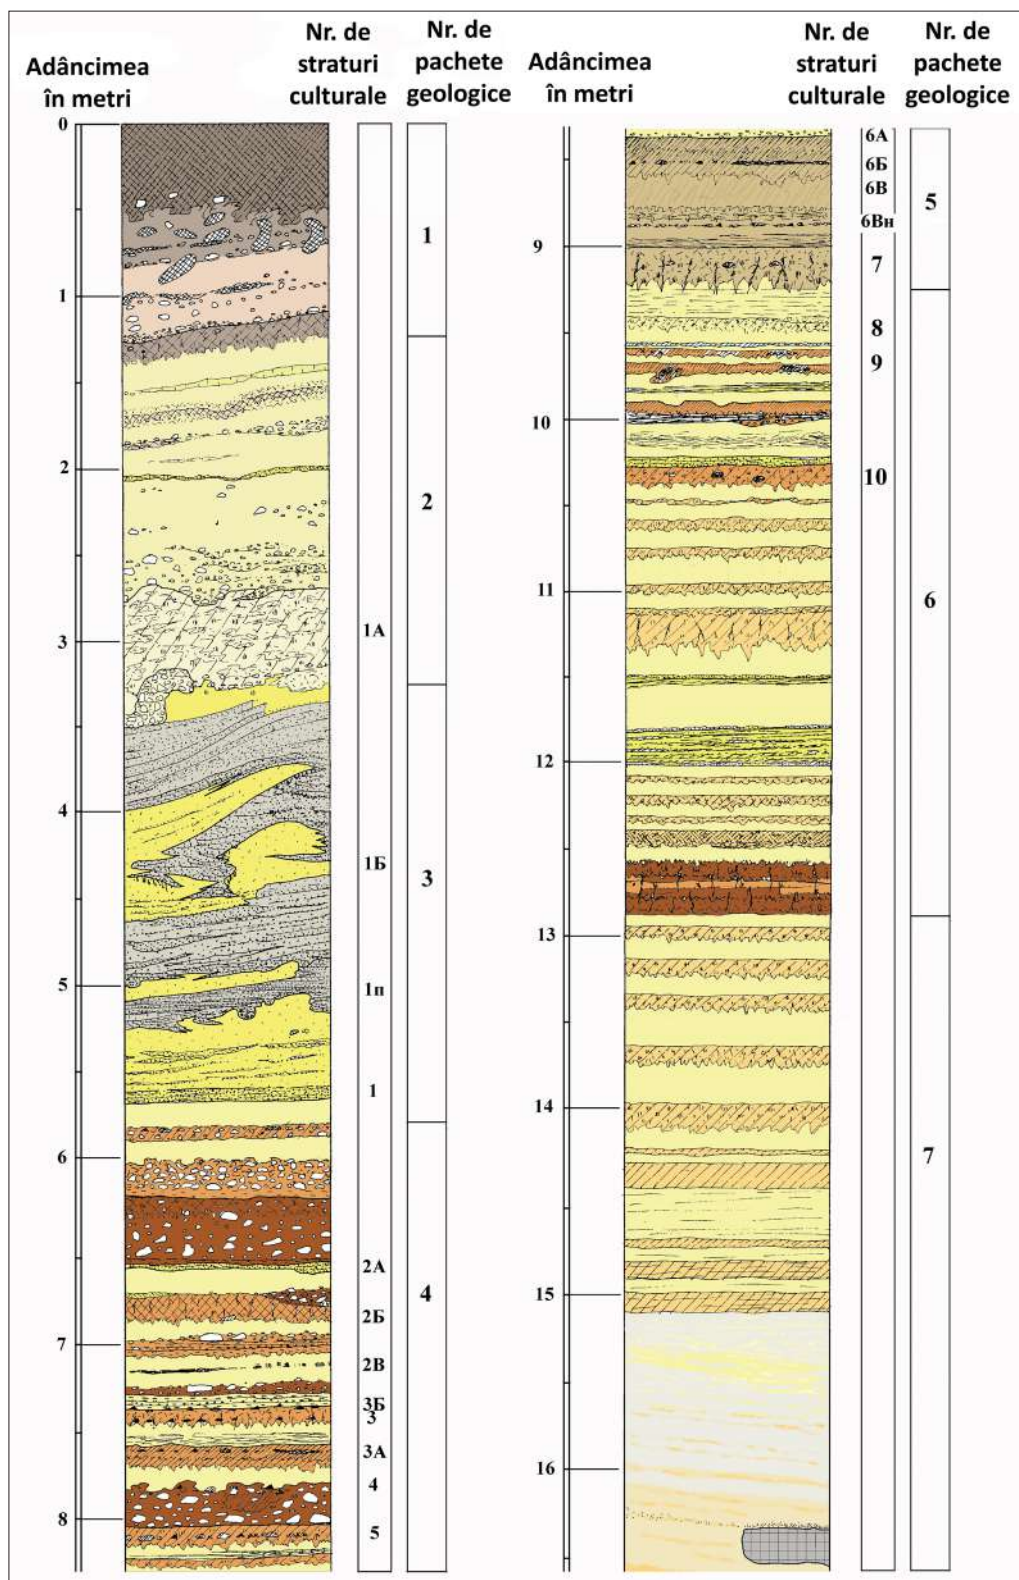 Adâncimea
în metri
Nr. de
straturi
culturale
Nr. de
pachete
geologice
0
1
2
3
4
5
6
7
8
1А
1Б
1п
1
2А
2Б
2В
3Б
3
3А
4
5
1
2
3
4
Adâncimea
în metri
Nr. de
straturi
culturale
Nr. de
pachete
geologice
9
10
11
12
13
14
15
16
6А
6Б
6В
6Вн
7
8
9
10
5
6
7